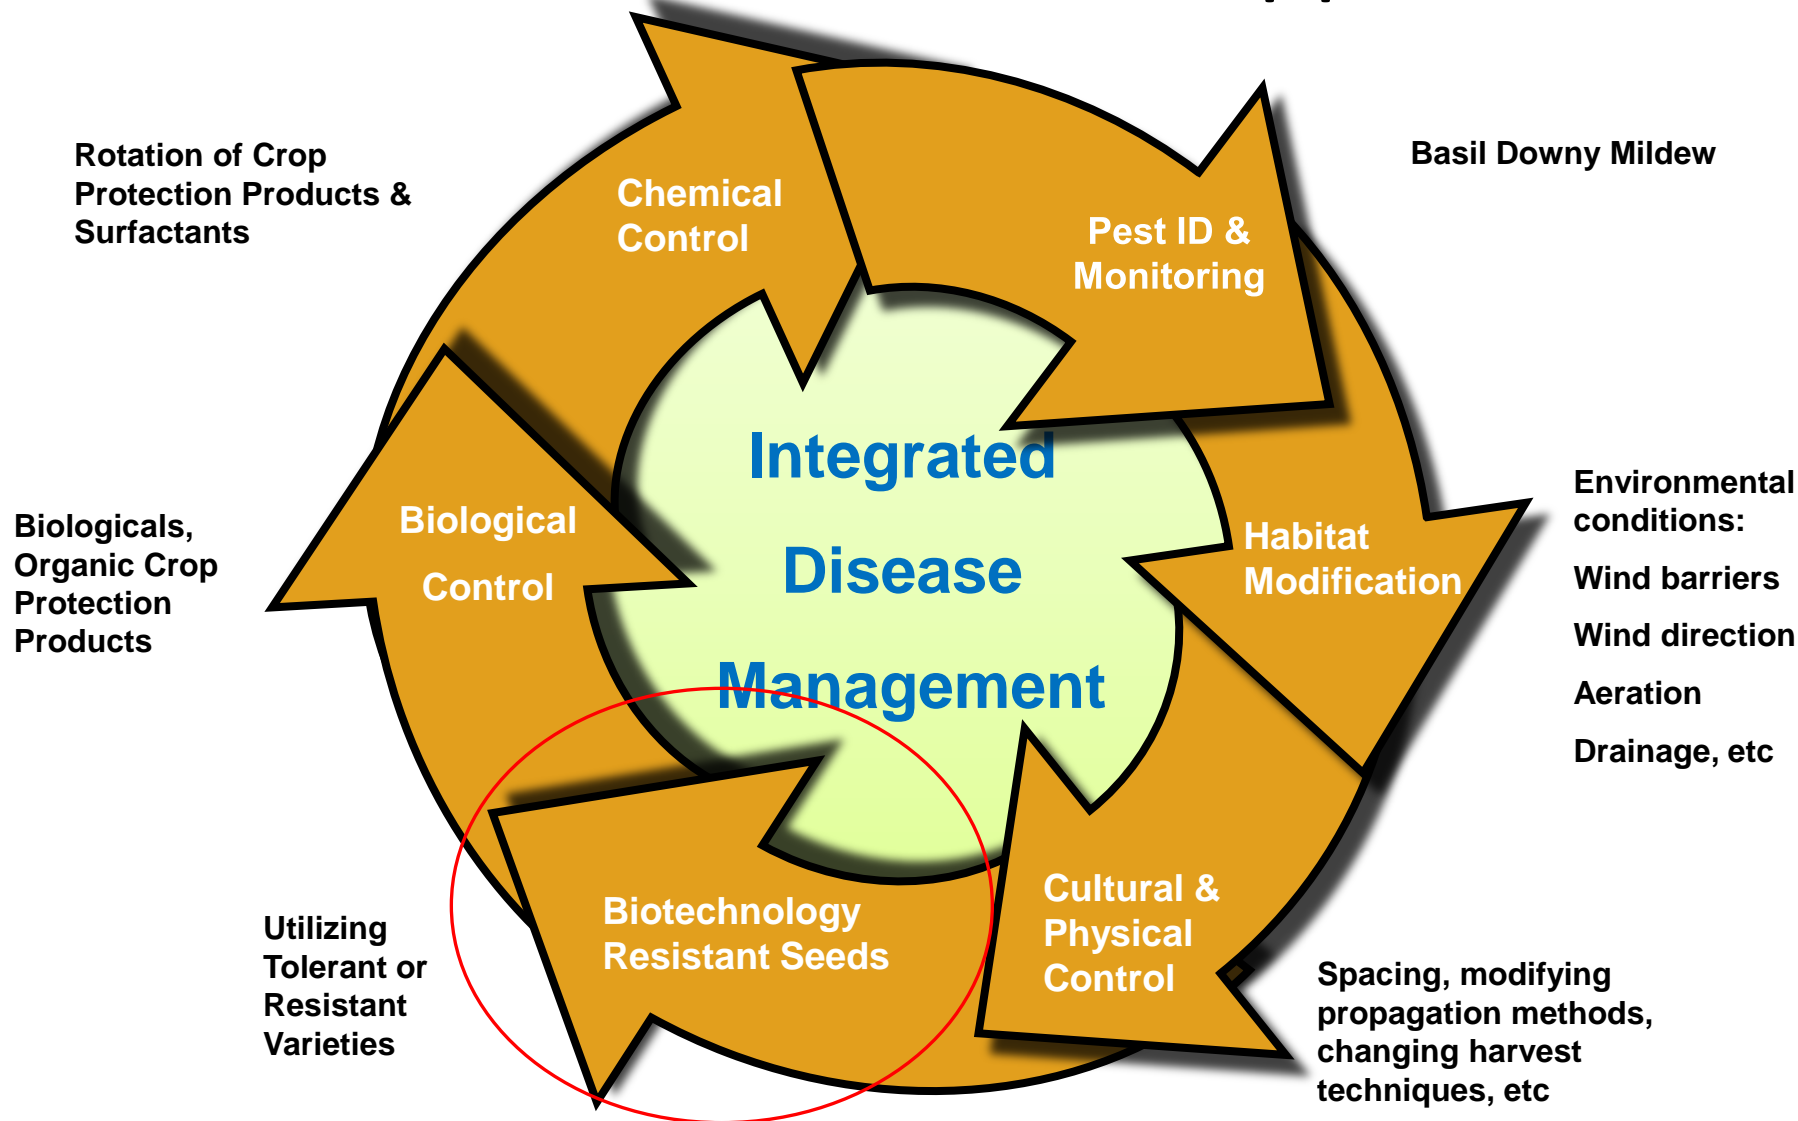 Rotation of Crop
Protection Products &
Surfactants
Chemical
Control
Pest ID &
Monitoring
Basil Downy Mildew
Integrated
Disease
Management
Biologicals,
Organic Crop
Protection
Products
Biological
Control
Habitat
Modification
Environmental
conditions:
Wind barriers
Wind direction
Aeration
Drainage, etc
Utilizing
Tolerant or
Resistant
Varieties
Biotechnology
Resistant Seeds
Cultural &
Physical
Control
Spacing, modifying
propagation methods,
changing harvest
techniques, etc